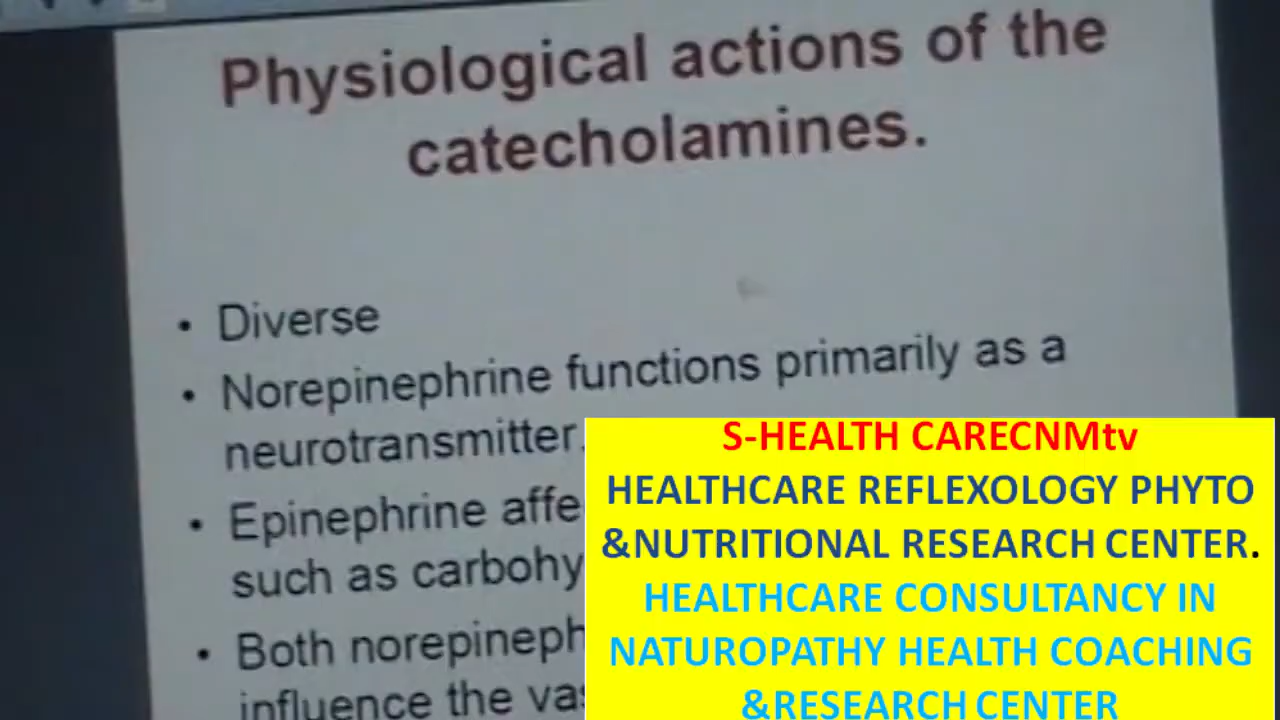 Physiological actions of the
catecholamines.
• Diverse
• Norepinephrine functions primarily as a
neurotransmitter.
• Epinephrine affe
such as carbohy
• Both norepineph
influence the vas
S-HEALTH CARECNMtv
HEALTHCARE REFLEXOLOGY PHYTO
&NUTRITIONAL RESEARCH CENTER.
HEALTHCARE CONSULTANCY IN
NATUROPATHY HEALTH COACHING
&RESEARCH CENTER